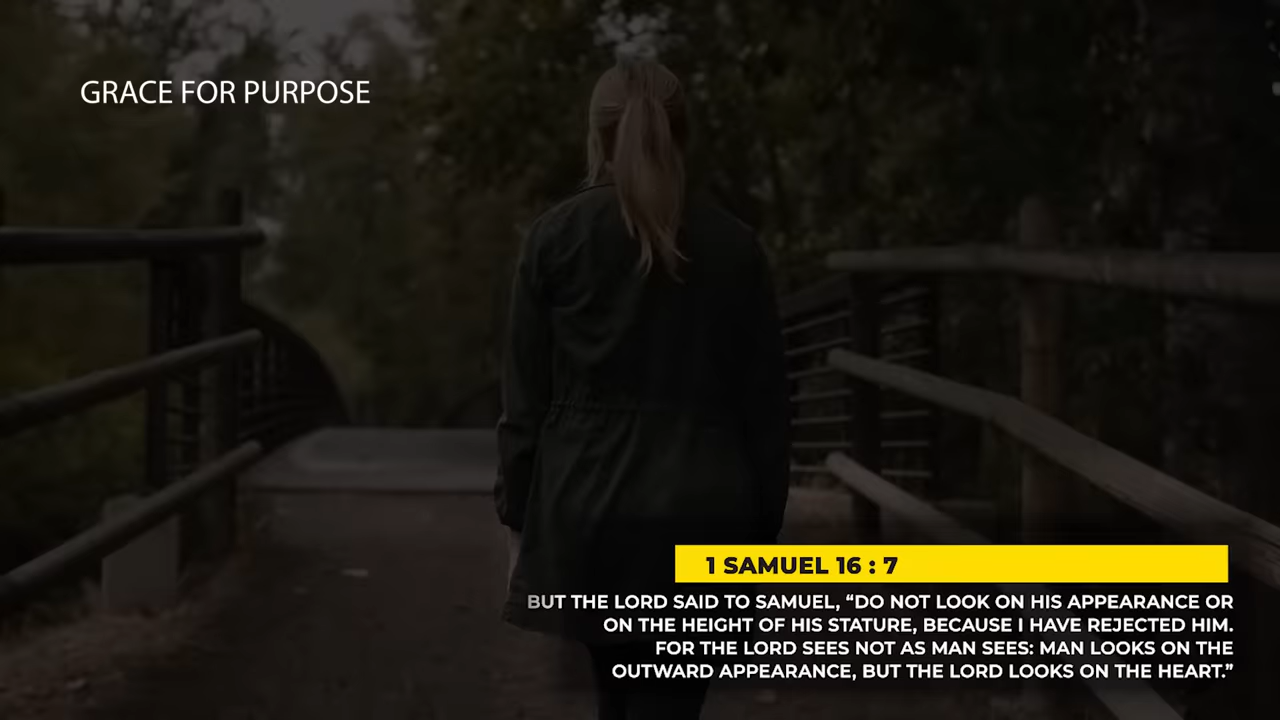 GRACE FOR PURPOSE
1 SAMUEL 16 : 7
BUT THE LORD SAID TO SAMUEL, “DO NOT LOOK ON HIS APPEARANCE OR
ON THE HEIGHT OF HIS STATURE, BECAUSE I HAVE REJECTED HIM.
FOR THE LORD SEES NOT AS MAN SEES: MAN LOOKS ON THE
OUTWARD APPEARANCE, BUT THE LORD LOOKS ON THE HEART.”